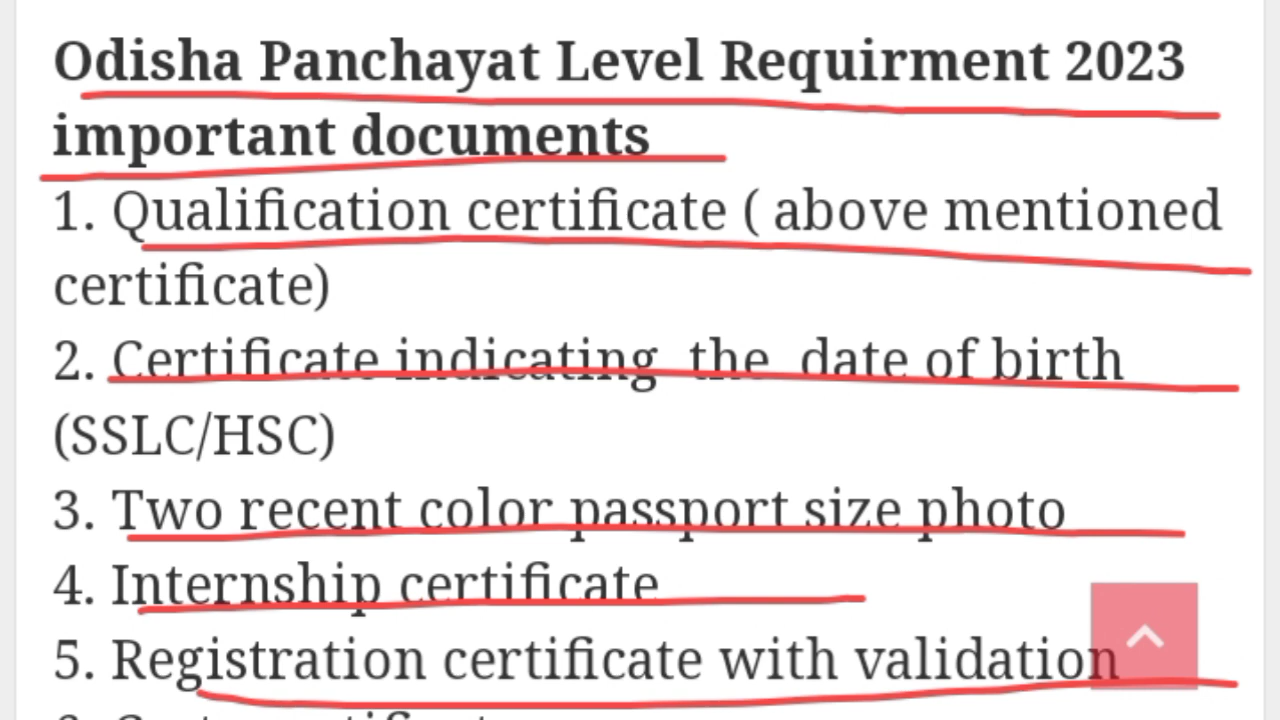 Odisha Panchayat Level Requirment 2023
important documents
1. Qualification certificate ( above mentioned
certificate)
2. Certificate indicating the date of birth
(SSLC/HSC)
3. Two recent color passport size photo
4. Internship certificate
5. Registration certificate with validation